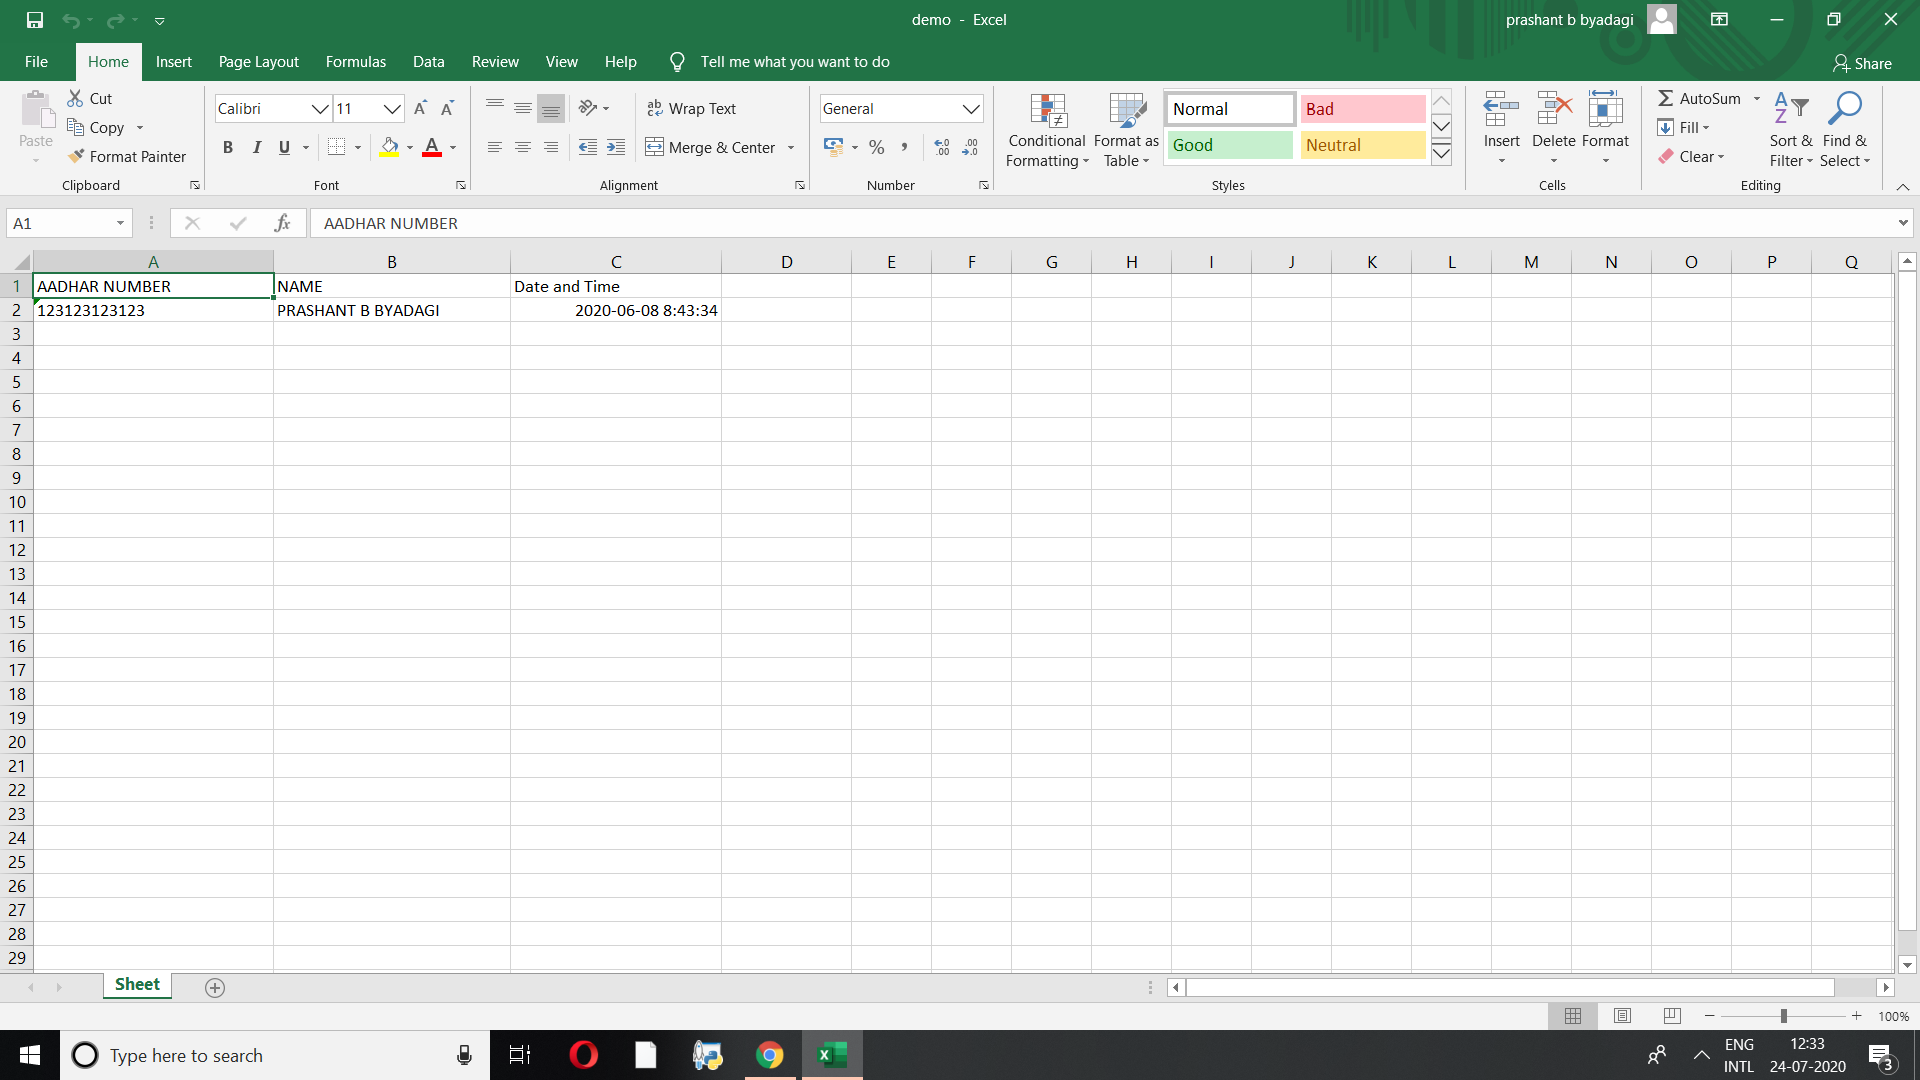 demo - Excel
prashant b byadagi
File Home Insert Page Layout Formulas Data Review View Help Tell me what you want to do
Share
Paste
Cut
Copy
Format Painter
Clipboard
Calibri 11
B I U
Font
Wrap Text
Merge & Center
Alignment
General
Number
Conditional Formatting
Format as Table
Normal Bad
Good Neutral
Styles
Insert Delete Format
Cells
AutoSum
Fill
Clear
Sort & Filter
Find & Select
Editing
A1 fx AADHAR NUMBER
A B C D E F G H I J K L M N O P Q
1 AADHAR NUMBER NAME Date and Time
2 123123123123 PRASHANT B BYADAGI 2020-06-08 8:43:34
3
4
5
6
7
8
9
10
11
12
13
14
15
16
17
18
19
20
21
22
23
24
25
26
27
28
29
Sheet
100%
Type here to search
ENG
INTL
12:33
24-07-2020
3